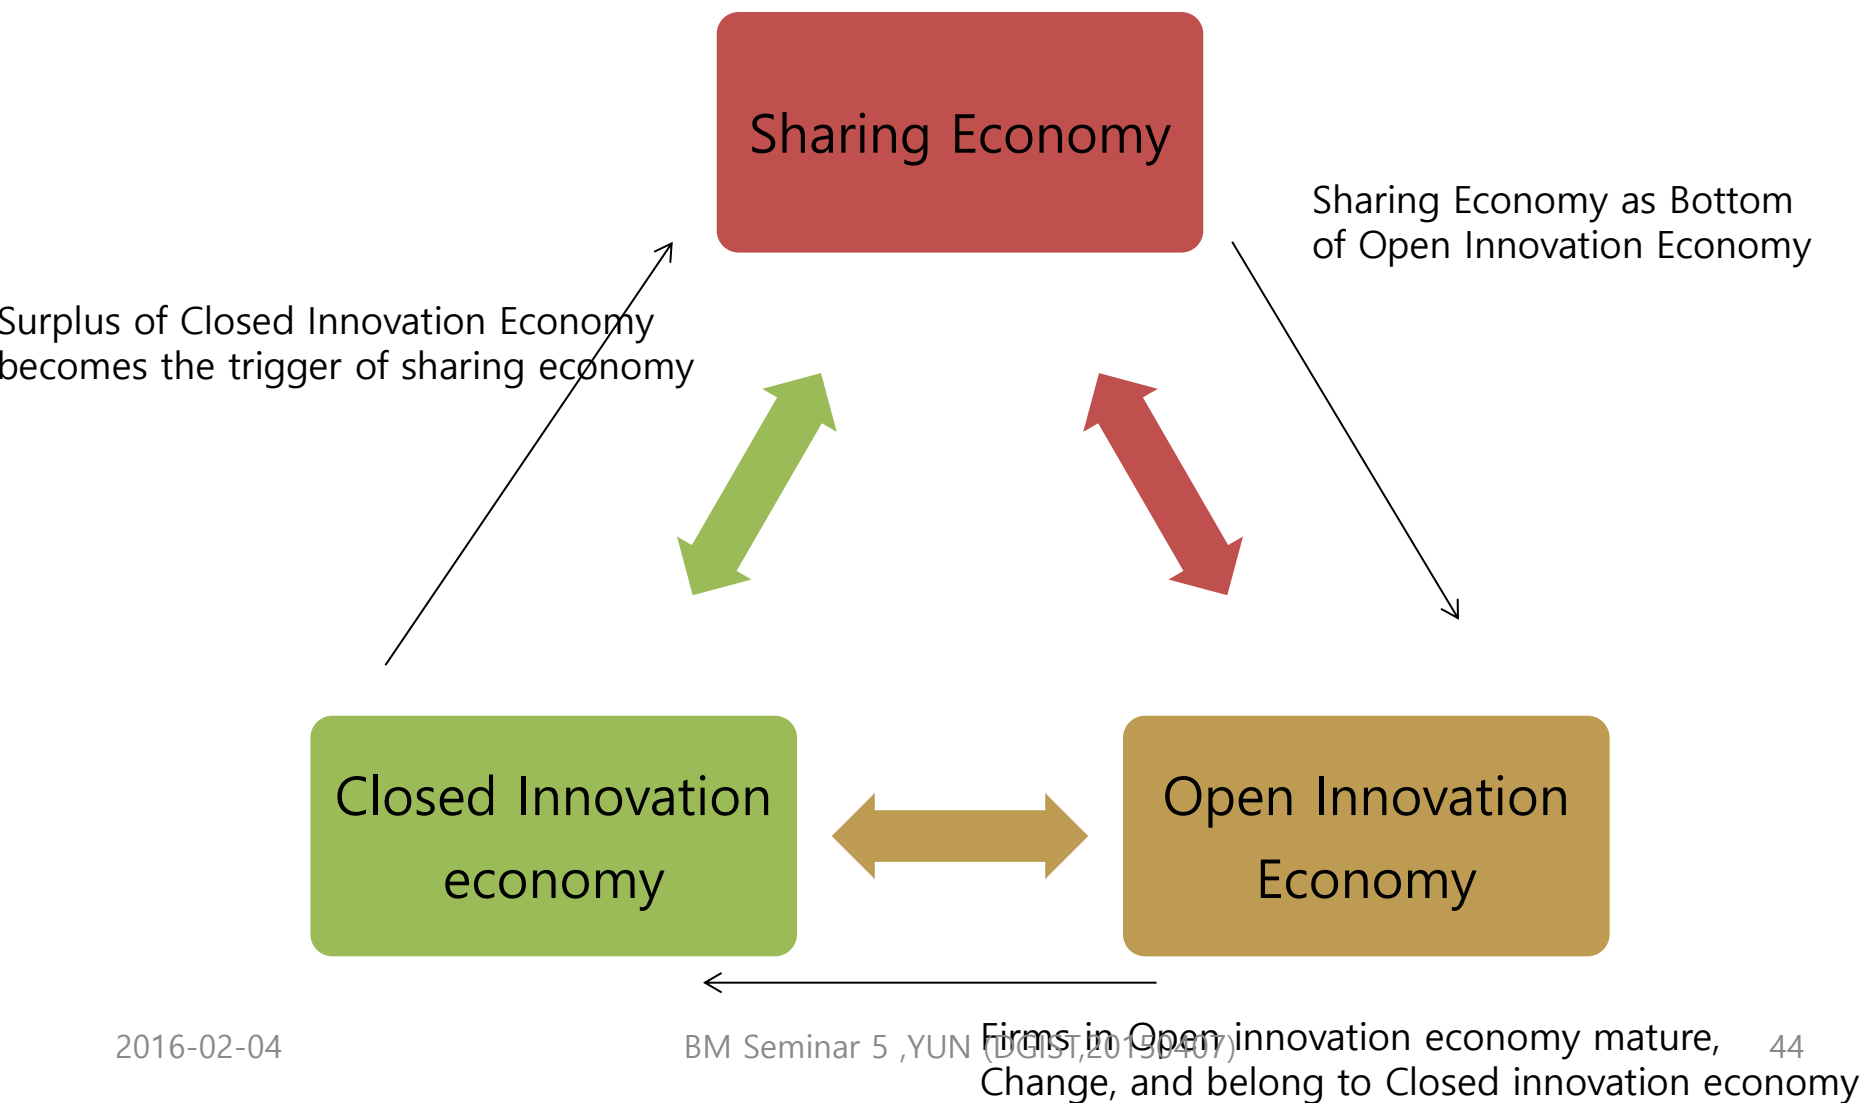 Sharing Economy
Sharing Economy as Bottom
of Open Innovation Economy
Surplus of Closed Innovation Economy
becomes the trigger of sharing economy
Closed Innovation
economy
Open Innovation
Economy
Firms in Open innovation economy mature,
Change, and belong to Closed innovation economy
2016-02-04
BM Seminar 5 ,YUN (DGIST,20150407)
44